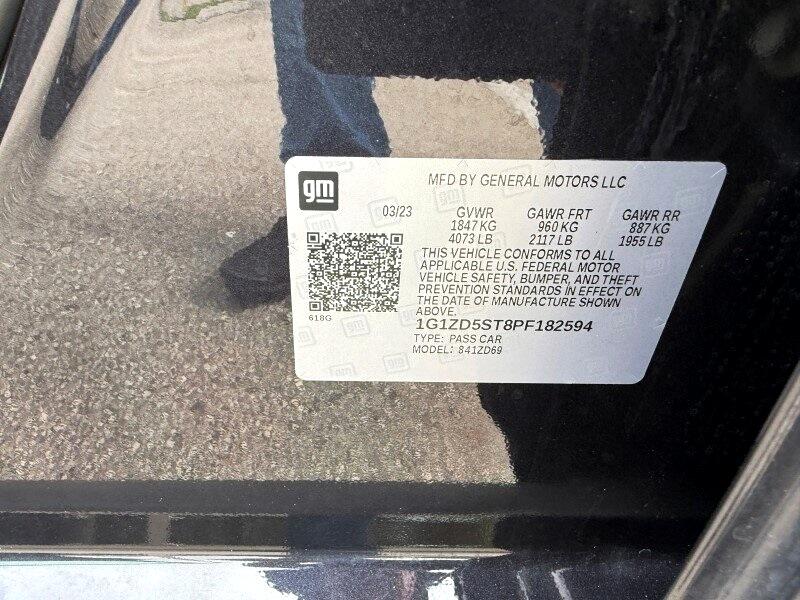 gm
MFD BY GENERAL MOTORS LLC
03/23 GVWR GAWR FRT GAWR RR
1847 KG 960 KG 887 KG
4073 LB 2117 LB 1955 LB
THIS VEHICLE CONFORMS TO ALL
APPLICABLE U.S. FEDERAL MOTOR
VEHICLE SAFETY, BUMPER, AND THEFT
PREVENTION STANDARDS IN EFFECT ON
THE DATE OF MANUFACTURE SHOWN
ABOVE.
618G
1G1ZD5ST8PF182594
TYPE: PASS CAR
MODEL: 841ZD69